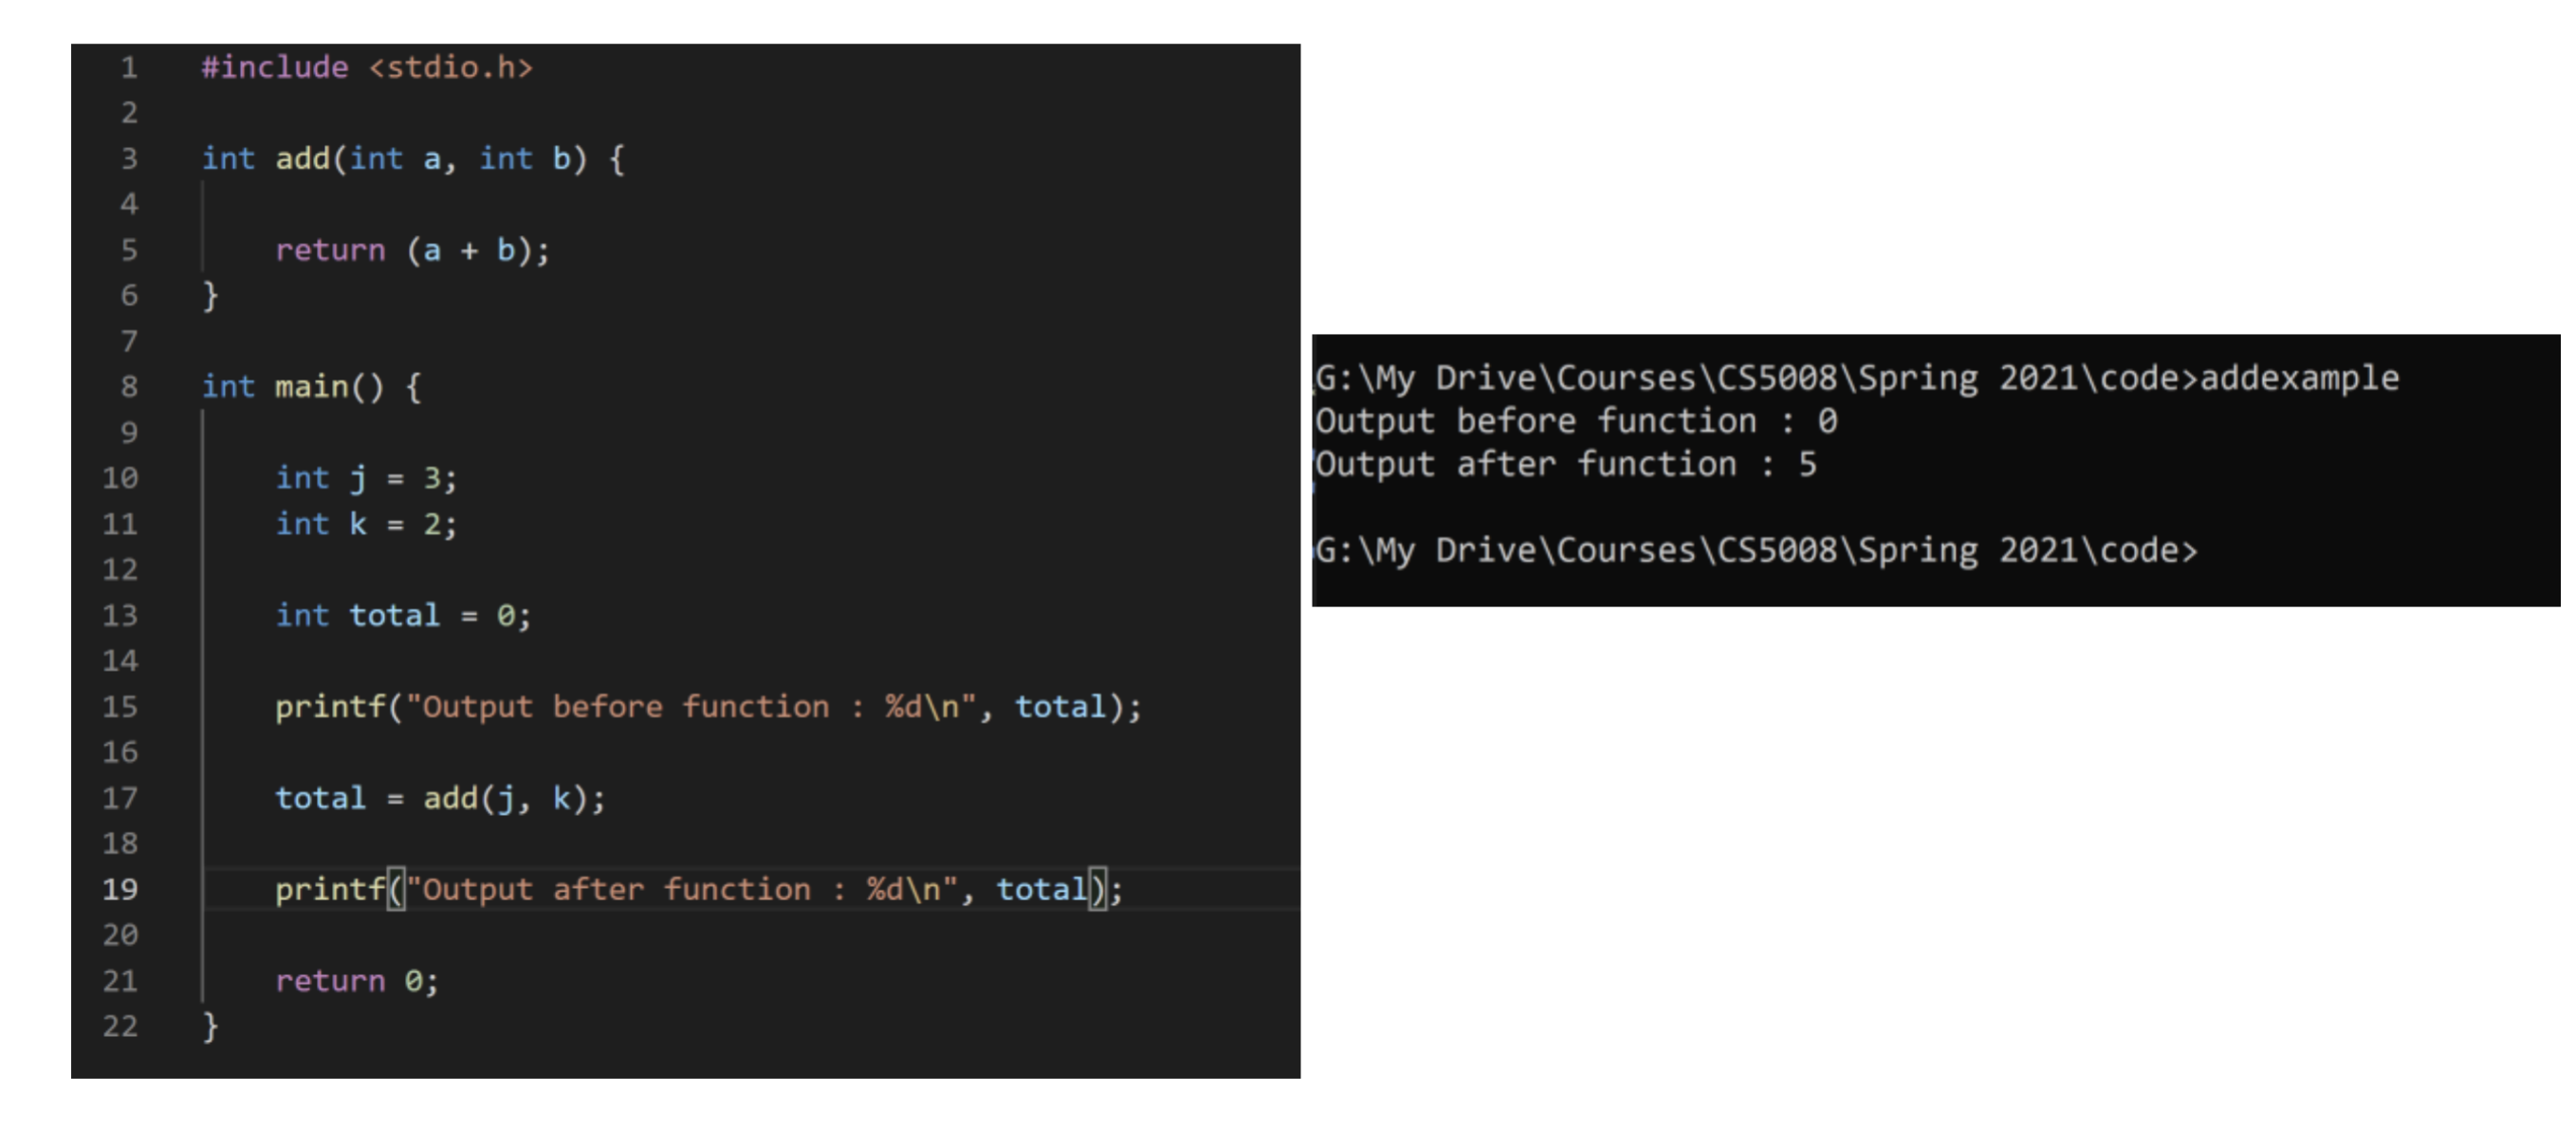 1 #include <stdio.h>
2
3 int add(int a, int b) {
4
5     return (a + b);
6 }
7
8 int main() {
9
10     int j = 3;
11     int k = 2;
12
13     int total = 0;
14
15     printf("Output before function : %d\n", total);
16
17     total = add(j, k);
18
19     printf("Output after function : %d\n", total);
20
21     return 0;
22 }
G:\My Drive\Courses\CS5008\Spring 2021\code>addexample
Output before function : 0
Output after function : 5
G:\My Drive\Courses\CS5008\Spring 2021\code>